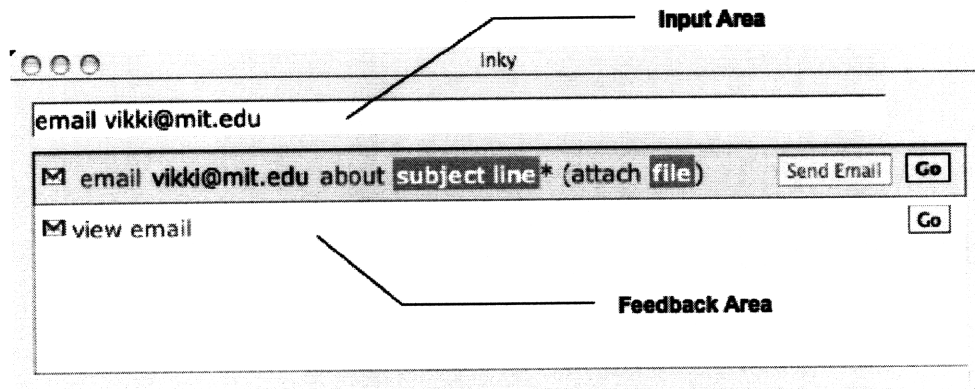 Input Area
Inky
email vikki@mit.edu
email vikki@mit.edu about subject line* (attach file) Send Email Go
view email Go
Feedback Area